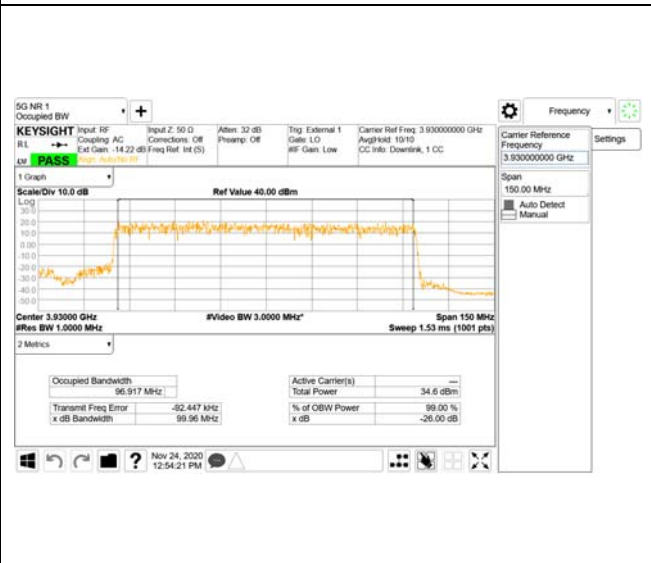 5G NR 1
Occupied BW
Frequency
KEYSIGHT
Input: RF
Input Z: 50 Ω
Atten: 32 dB
Trig: External 1
Carrier Ref Freq: 3.930000000 GHz
R L
Coupling: AC
Corrections: Off
Preamp: Off
Gate: LO
Avg|Hold: 10/10
Ext Gain: -14.22 dB
Freq Ref: Int (S)
#IF Gain: Low
CC Info: Downlink, 1 CC
PASS
Align: Auto/No RF
Carrier Reference
Frequency
3.930000000 GHz
Settings
Span
150.00 MHz
Auto Detect
Manual
1 Graph
Scale/Div 10.0 dB
Ref Value 40.00 dBm
Log
30.0
20.0
10.0
0.00
-10.0
-20.0
-30.0
-40.0
-50.0
Center 3.93000 GHz
#Video BW 3.0000 MHz*
Span 150 MHz
#Res BW 1.0000 MHz
Sweep 1.53 ms (1001 pts)
2 Metrics
Occupied Bandwidth
96.917 MHz
Active Carrier(s)
---
Total Power
34.6 dBm
Transmit Freq Error
-92.447 kHz
% of OBW Power
99.00 %
x dB Bandwidth
99.96 MHz
x dB
-26.00 dB
?
Nov 24, 2020
12:54:21 PM